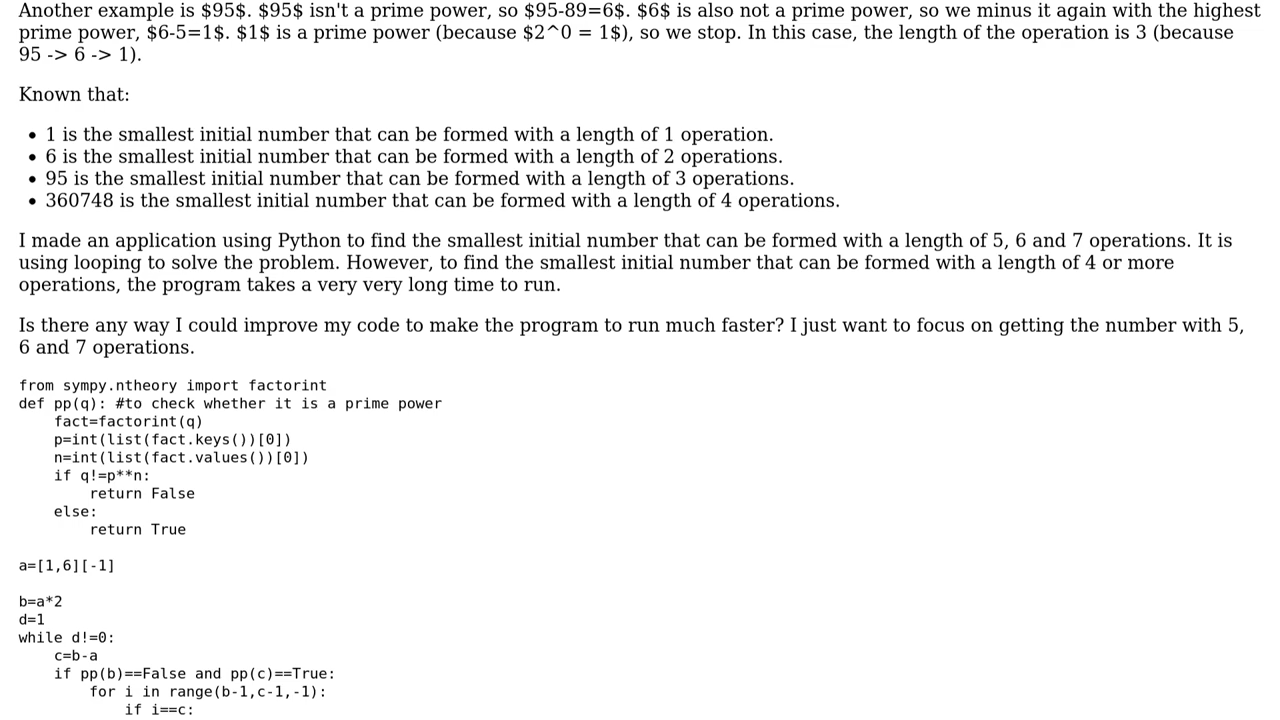 Another example is $95$. $95$ isn't a prime power, so $95-89=6$. $6$ is also not a prime power, so we minus it again with the highest
prime power, $6-5=1$. $1$ is a prime power (because $2^0 = 1$), so we stop. In this case, the length of the operation is 3 (because
95 -> 6 -> 1).
Known that:
• 1 is the smallest initial number that can be formed with a length of 1 operation.
• 6 is the smallest initial number that can be formed with a length of 2 operations.
• 95 is the smallest initial number that can be formed with a length of 3 operations.
• 360748 is the smallest initial number that can be formed with a length of 4 operations.
I made an application using Python to find the smallest initial number that can be formed with a length of 5, 6 and 7 operations. It is
using looping to solve the problem. However, to find the smallest initial number that can be formed with a length of 4 or more
operations, the program takes a very very long time to run.
Is there any way I could improve my code to make the program to run much faster? I just want to focus on getting the number with 5,
6 and 7 operations.
from sympy.ntheory import factorint
def pp(q): #to check whether it is a prime power
    fact=factorint(q)
    p=int(list(fact.keys())[0])
    n=int(list(fact.values())[0])
    if q!=p**n:
        return False
    else:
        return True
a=[1,6][-1]
b=a*2
d=1
while d!=0:
    c=b-a
    if pp(b)==False and pp(c)==True:
        for i in range(b-1,c-1,-1):
            if i==c: